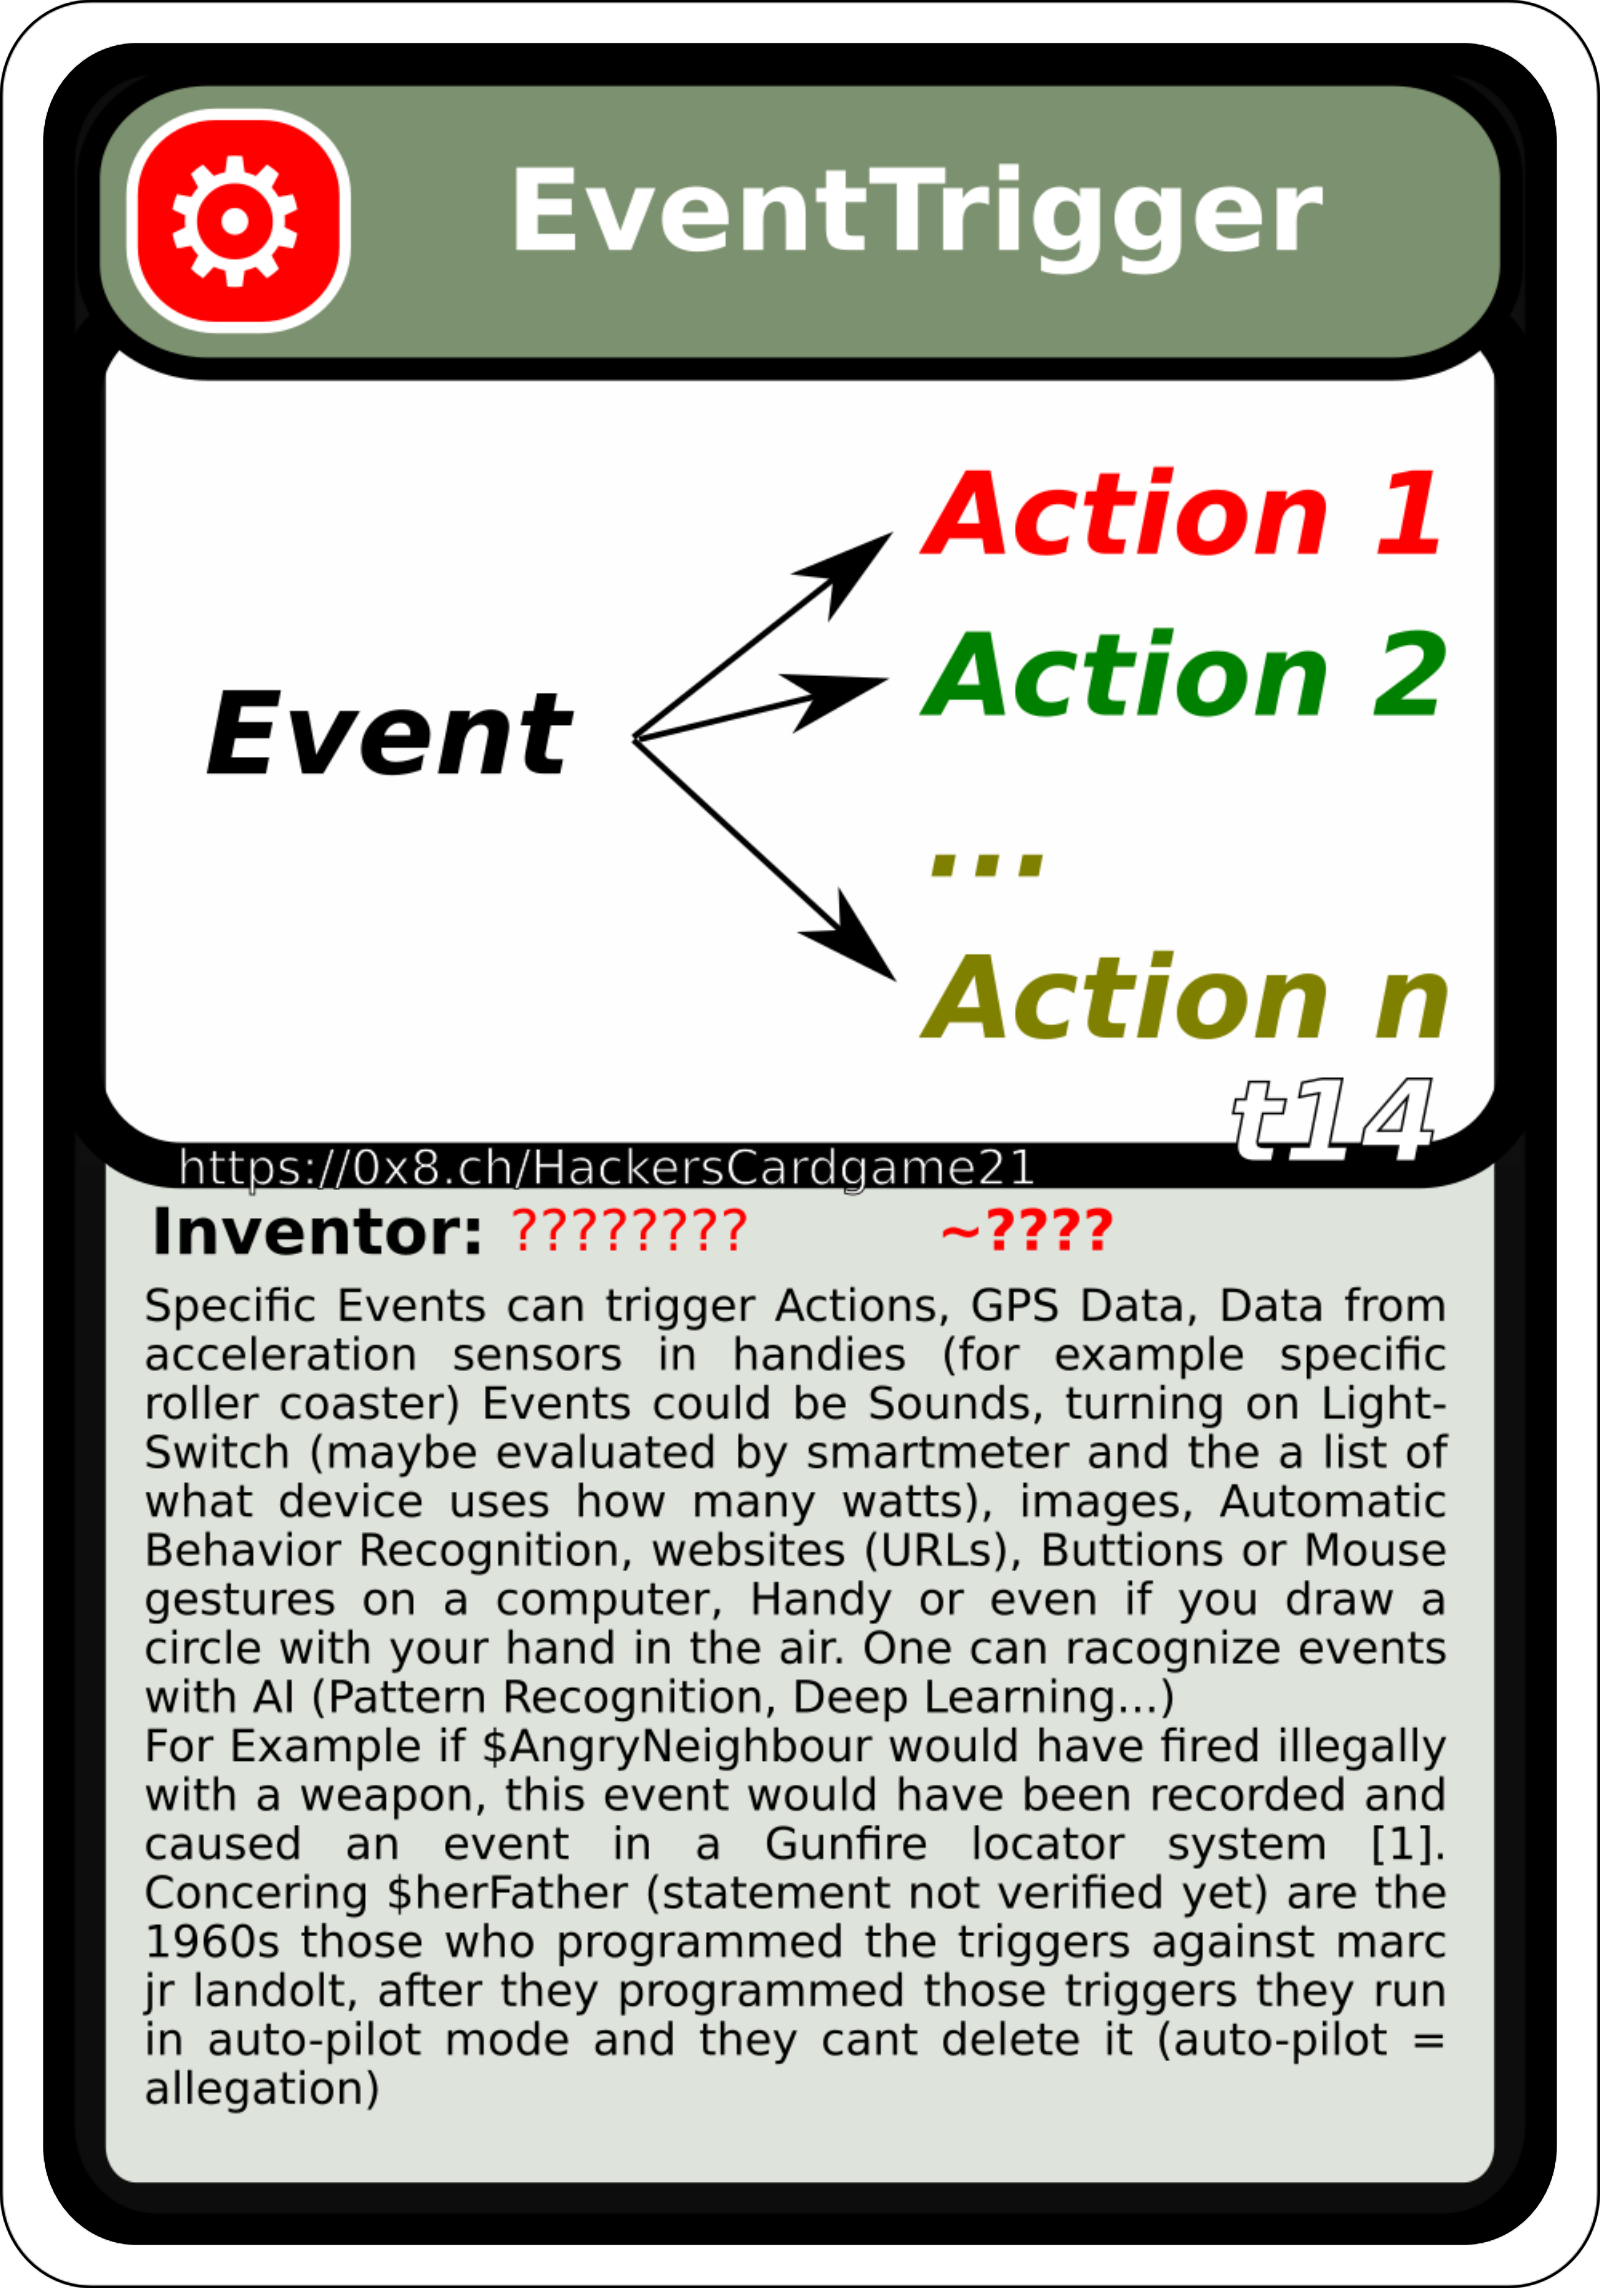 EventTrigger
Action 1
Action 2
Event
...
Action n
t14
https://0x8.ch/HackersCardgame21
Inventor: ???????? ~????
Specific Events can trigger Actions, GPS Data, Data from
acceleration sensors in handies (for example specific
roller coaster) Events could be Sounds, turning on Light-
Switch (maybe evaluated by smartmeter and the a list of
what device uses how many watts), images, Automatic
Behavior Recognition, websites (URLs), Buttions or Mouse
gestures on a computer, Handy or even if you draw a
circle with your hand in the air. One can racognize events
with AI (Pattern Recognition, Deep Learning...)
For Example if $AngryNeighbour would have fired illegally
with a weapon, this event would have been recorded and
caused an event in a Gunfire locator system [1].
Concering $herFather (statement not verified yet) are the
1960s those who programmed the triggers against marc
jr landolt, after they programmed those triggers they run
in auto-pilot mode and they cant delete it (auto-pilot =
allegation)